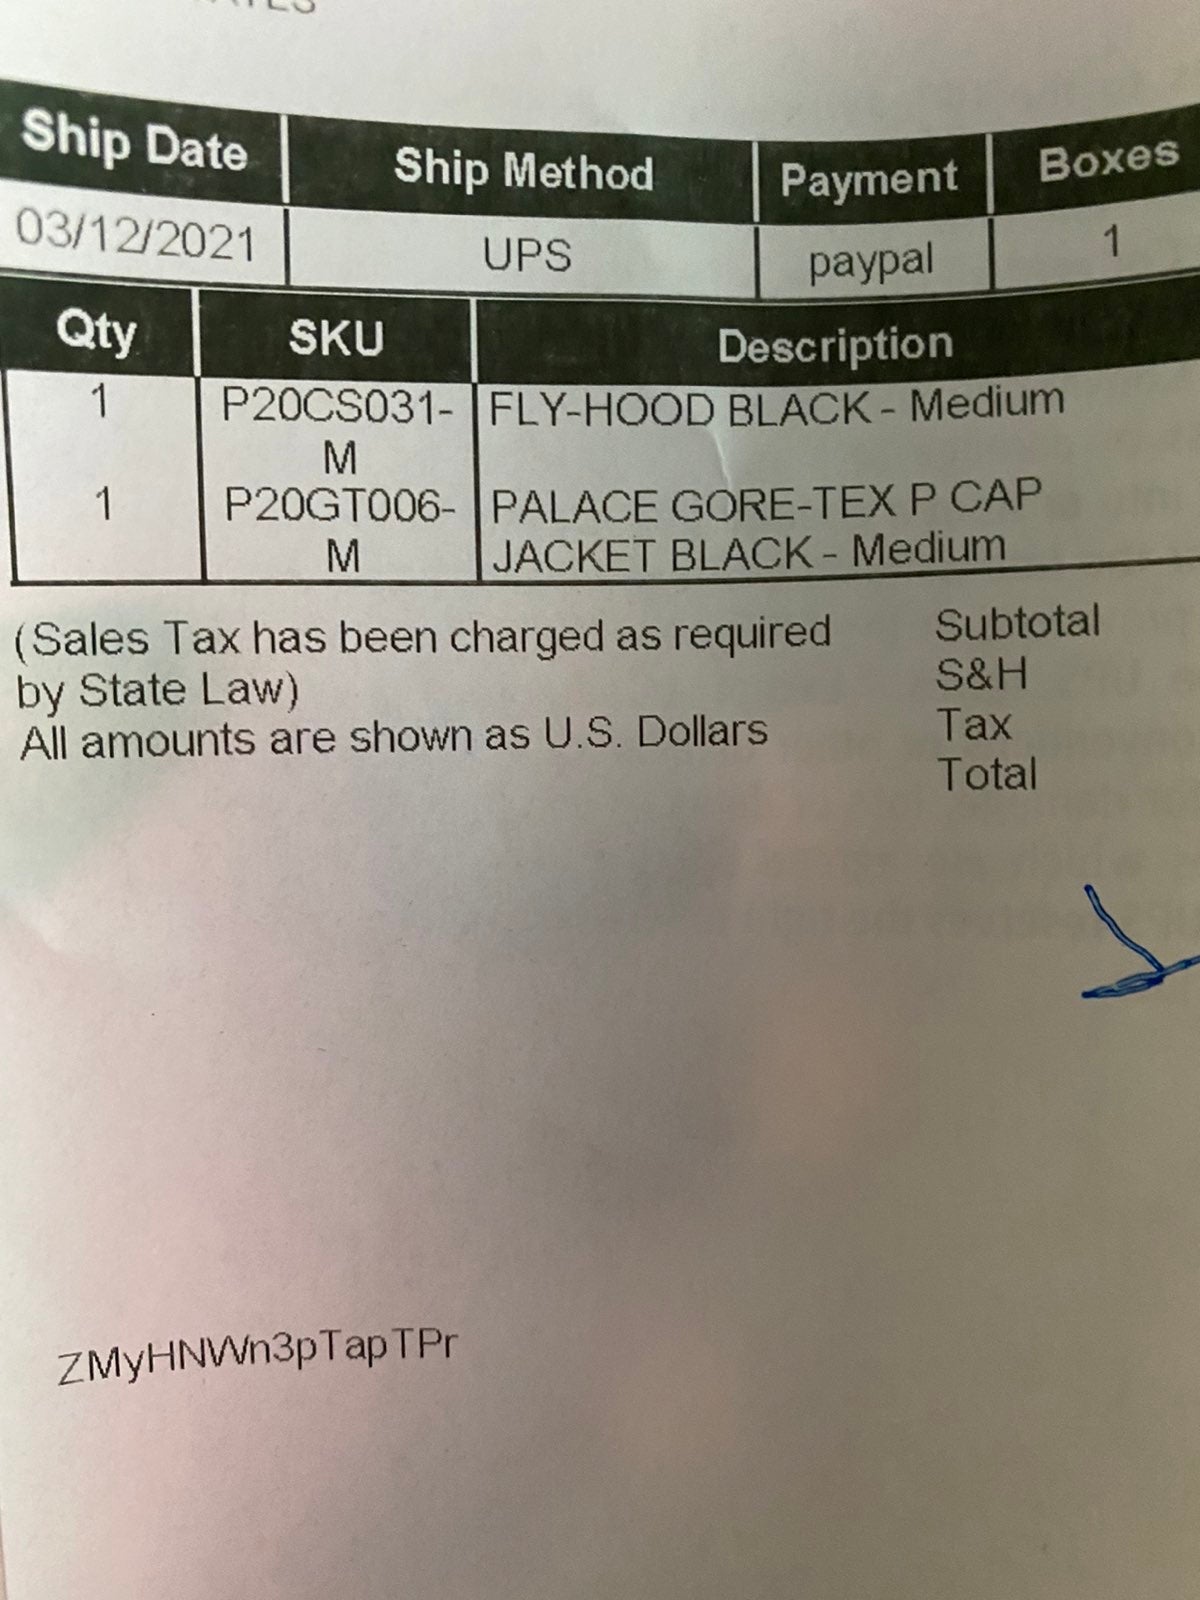 Ship Date Ship Method Payment Boxes
03/12/2021 UPS paypal 1
Qty SKU Description
1 P20CS031- FLY-HOOD BLACK - Medium
M
1 P20GT006- PALACE GORE-TEX P CAP
M JACKET BLACK - Medium
(Sales Tax has been charged as required Subtotal
by State Law) S&H
All amounts are shown as U.S. Dollars Tax
Total
ZMyHNWn3pTapTPr